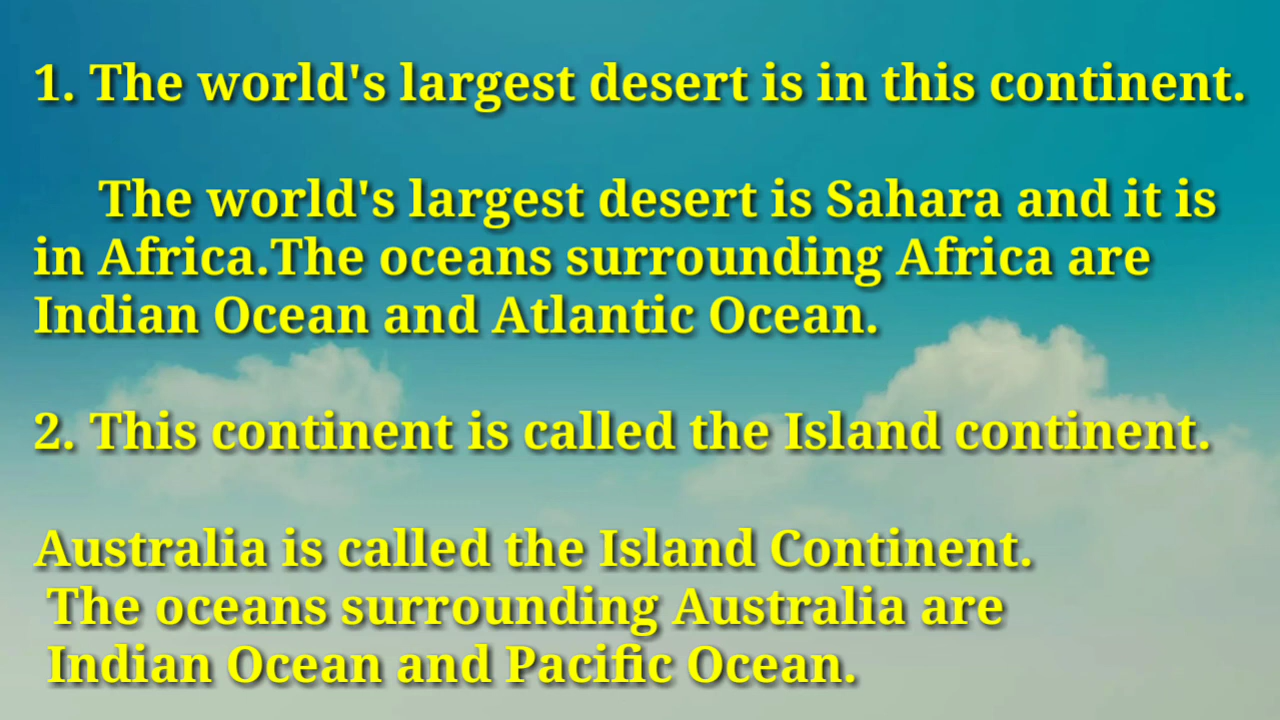 1. The world's largest desert is in this continent.
The world's largest desert is Sahara and it is
in Africa.The oceans surrounding Africa are
Indian Ocean and Atlantic Ocean.
2. This continent is called the Island continent.
Australia is called the Island Continent.
The oceans surrounding Australia are
Indian Ocean and Pacific Ocean.